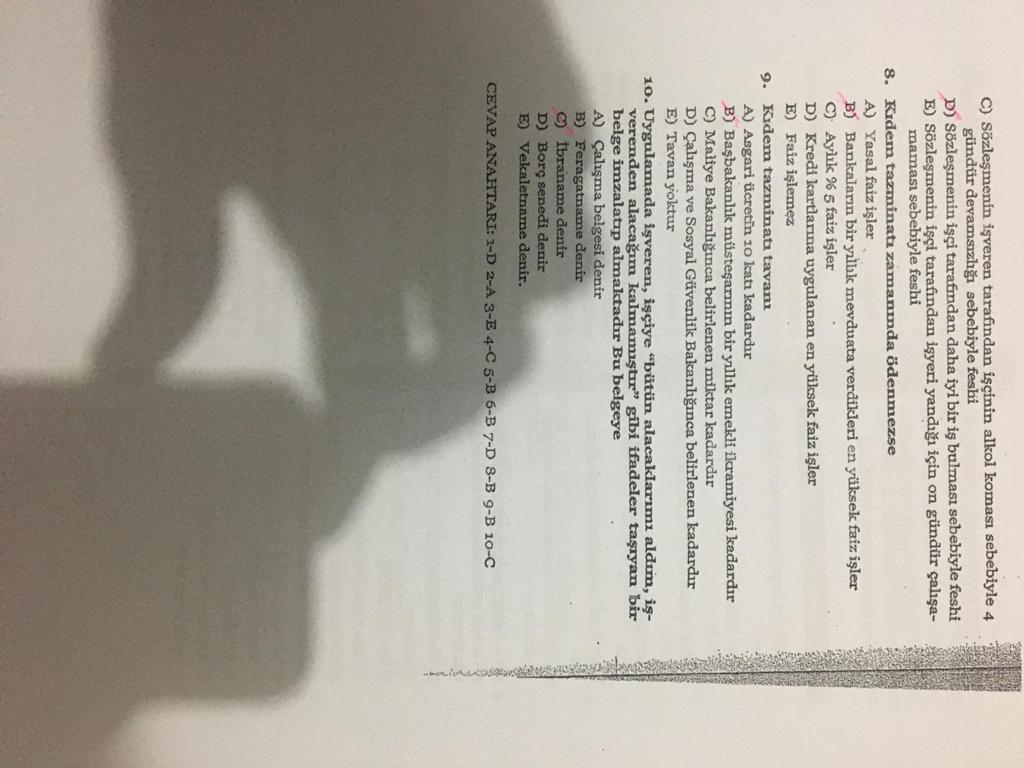 C) Sözleşmenin işveren tarafından işçinin alkol koması sebebiyle 4
gündür devamsızlığı sebebiyle feshi
D) Sözleşmenin işçi tarafından daha iyi bir iş bulması sebebiyle feshi
E) Sözleşmenin işçi tarafından işyeri yandığı için on gündür çalışa-
maması sebebiyle feshi
8. Kıdem tazminatı zamanında ödenmezse
A) Yasal faiz işler
B) Bankaların bir yıllık mevduata verdikleri en yüksek faiz işler
C) Aylık % 5 faiz işler
D) Kredi kartlarına uygulanan en yüksek faiz işler
E) Faiz işlemez
9. Kıdem tazminatı tavanı
A) Asgari ücretin 10 katı kadardır
B) Başbakanlık müsteşarının bir yıllık emekli ikramiyesi kadardır
C) Maliye Bakanlığınca belirlenen miktar kadardır
D) Çalışma ve Sosyal Güvenlik Bakanlığınca belirlenen kadardır
E) Tavan yoktur
10. Uygulamada işveren, işçiye “bütün alacaklarımı aldım, iş-
verenden alacağım kalmamıştır” gibi ifadeler taşıyan bir
belge imzalatıp almaktadır Bu belgeye
A) Çalışma belgesi denir
B) Feragatname denir
C) İbraname denir
D) Borç senedi denir
E) Vekaletname denir.
CEVAP ANAHTARI: 1-D 2-A 3-E 4-C 5-B 6-B 7-D 8-B 9-B 10-C